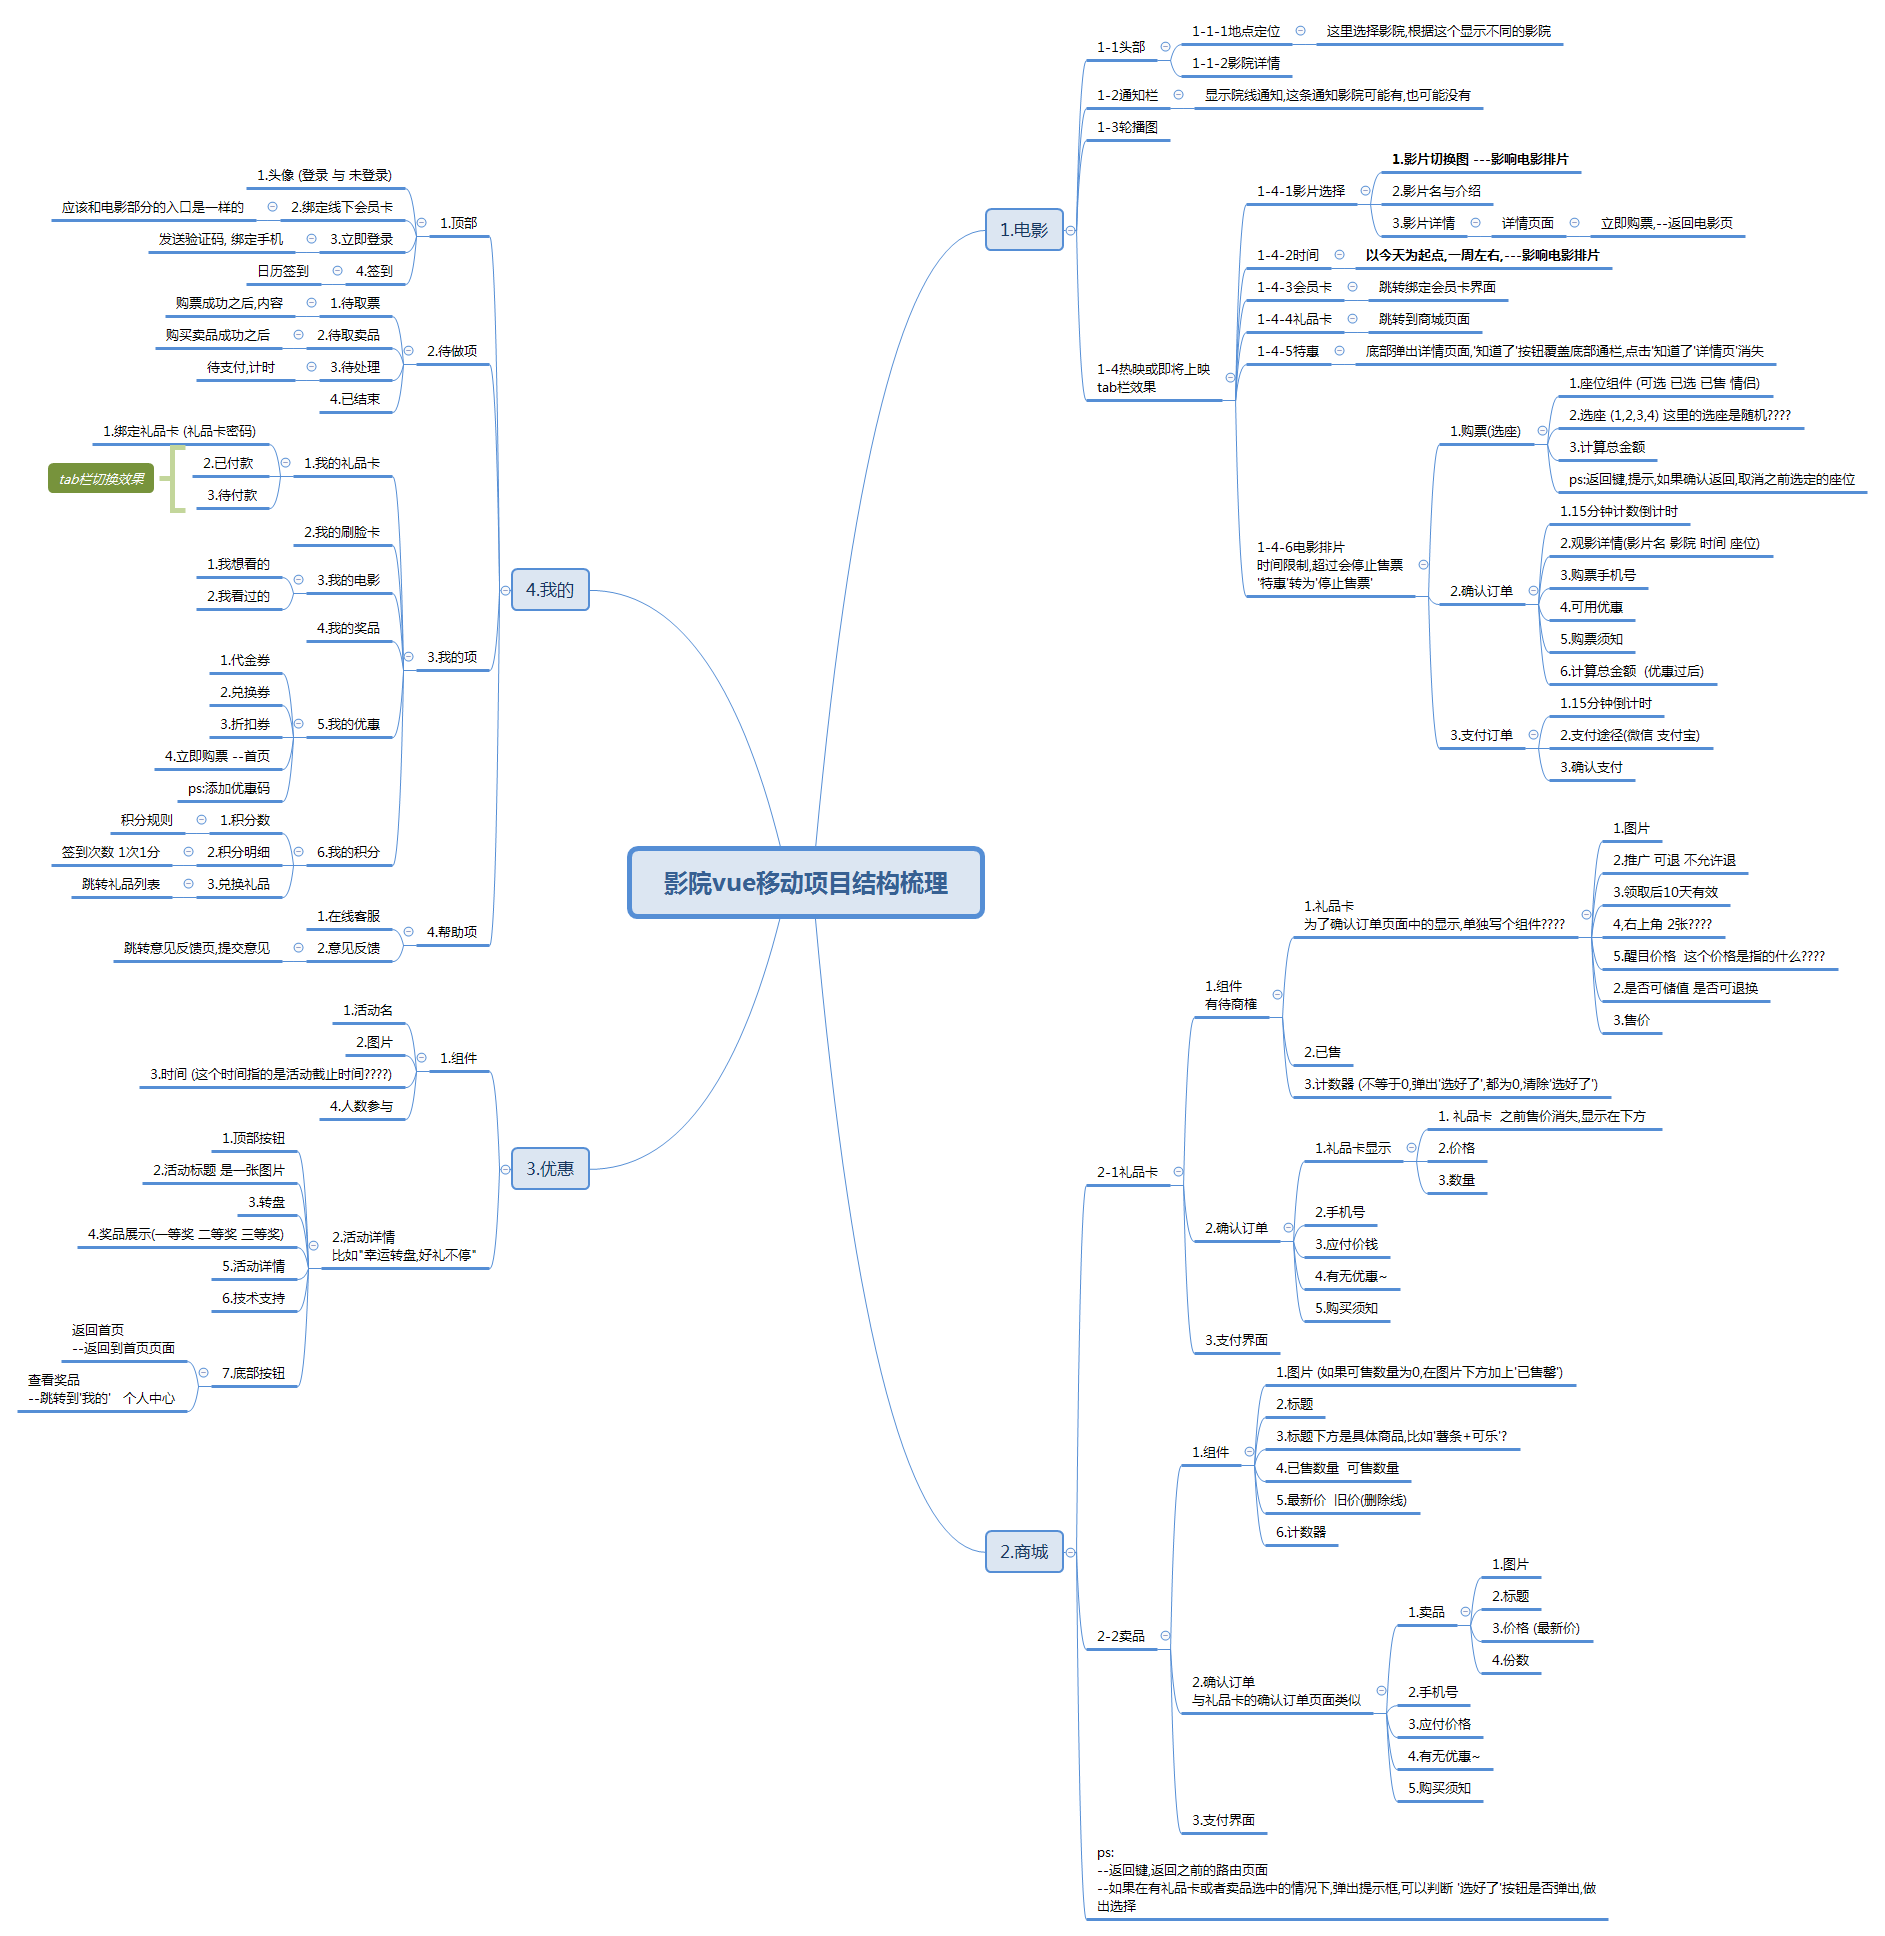 影院vue移动项目结构梳理
1.电影
1-1头部
1-1-1地点定位
这里选择影院,根据这个显示不同的影院
1-1-2影院详情
1-2通知栏
显示院线通知,这条通知影院可能有,也可能没有
1-3轮播图
1-4热映或即将上映
tab栏效果
1-4-1影片选择
1.影片切换图 ---影响电影排片
2.影片名与介绍
3.影片详情
详情页面
立即购票,--返回电影页
1-4-2时间
以今天为起点,一周左右,---影响电影排片
1-4-3会员卡
跳转绑定会员卡界面
1-4-4礼品卡
跳转到商城页面
1-4-5特惠
底部弹出详情页面,'知道了'按钮覆盖底部通栏,点击'知道了'详情页'消失
1-4-6电影排片
时间限制,超过会停止售票
'特惠'转为'停止售票'
1.购票(选座)
1.座位组件 (可选 已选 已售 情侣)
2.选座 (1,2,3,4) 这里的选座是随机????
3.计算总金额
ps:返回键,提示,如果确认返回,取消之前选定的座位
2.确认订单
1.15分钟计数倒计时
2.观影详情(影片名 影院 时间 座位)
3.购票手机号
4.可用优惠
5.购票须知
6.计算总金额  (优惠过后)
3.支付订单
1.15分钟倒计时
2.支付途径(微信 支付宝)
3.确认支付
2.商城
2-1礼品卡
1.组件
有待商榷
1.礼品卡
为了确认订单页面中的显示,单独写个组件????
1.图片
2.推广 可退 不允许退
3.领取后10天有效
4,右上角 2张????
5.醒目价格  这个价格是指的什么????
2.是否可储值 是否可退换
3.售价
2.已售
3.计数器 (不等于0,弹出'选好了',都为0,清除'选好了')
2.确认订单
1.礼品卡显示
1. 礼品卡  之前售价消失,显示在下方
2.价格
3.数量
2.手机号
3.应付价钱
4.有无优惠~
5.购买须知
3.支付界面
2-2卖品
1.组件
1.图片 (如果可售数量为0,在图片下方加上'已售罄')
2.标题
3.标题下方是具体商品,比如'薯条+可乐'?
4.已售数量  可售数量
5.最新价  旧价(删除线)
6.计数器
2.确认订单
与礼品卡的确认订单页面类似
1.卖品
1.图片
2.标题
3.价格 (最新价)
4.份数
2.手机号
3.应付价格
4.有无优惠~
5.购买须知
3.支付界面
ps:
--返回键,返回之前的路由页面
--如果在有礼品卡或者卖品选中的情况下,弹出提示框,可以判断 '选好了'按钮是否弹出,做
出选择
3.优惠
1.组件
1.活动名
2.图片
3.时间 (这个时间指的是活动截止时间????)
4.人数参与
2.活动详情
比如"幸运转盘,好礼不停"
1.顶部按钮
2.活动标题 是一张图片
3.转盘
4.奖品展示(一等奖 二等奖 三等奖)
5.活动详情
6.技术支持
7.底部按钮
返回首页
--返回到首页页面
查看奖品
--跳转到'我的'   个人中心
4.我的
1.顶部
1.头像 (登录 与 未登录)
2.绑定线下会员卡
应该和电影部分的入口是一样的
3.立即登录
发送验证码, 绑定手机
4.签到
日历签到
2.待做项
1.待取票
购票成功之后,内容
2.待取卖品
购买卖品成功之后
3.待处理
待支付,计时
4.已结束
3.我的项
1.我的礼品卡
1.绑定礼品卡 (礼品卡密码)
2.已付款
3.待付款
tab栏切换效果
2.我的刷脸卡
3.我的电影
1.我想看的
2.我看过的
4.我的奖品
5.我的优惠
1.代金券
2.兑换券
3.折扣券
4.立即购票 --首页
ps:添加优惠码
6.我的积分
1.积分数
积分规则
2.积分明细
签到次数 1次1分
3.兑换礼品
跳转礼品列表
4.帮助项
1.在线客服
2.意见反馈
跳转意见反馈页,提交意见